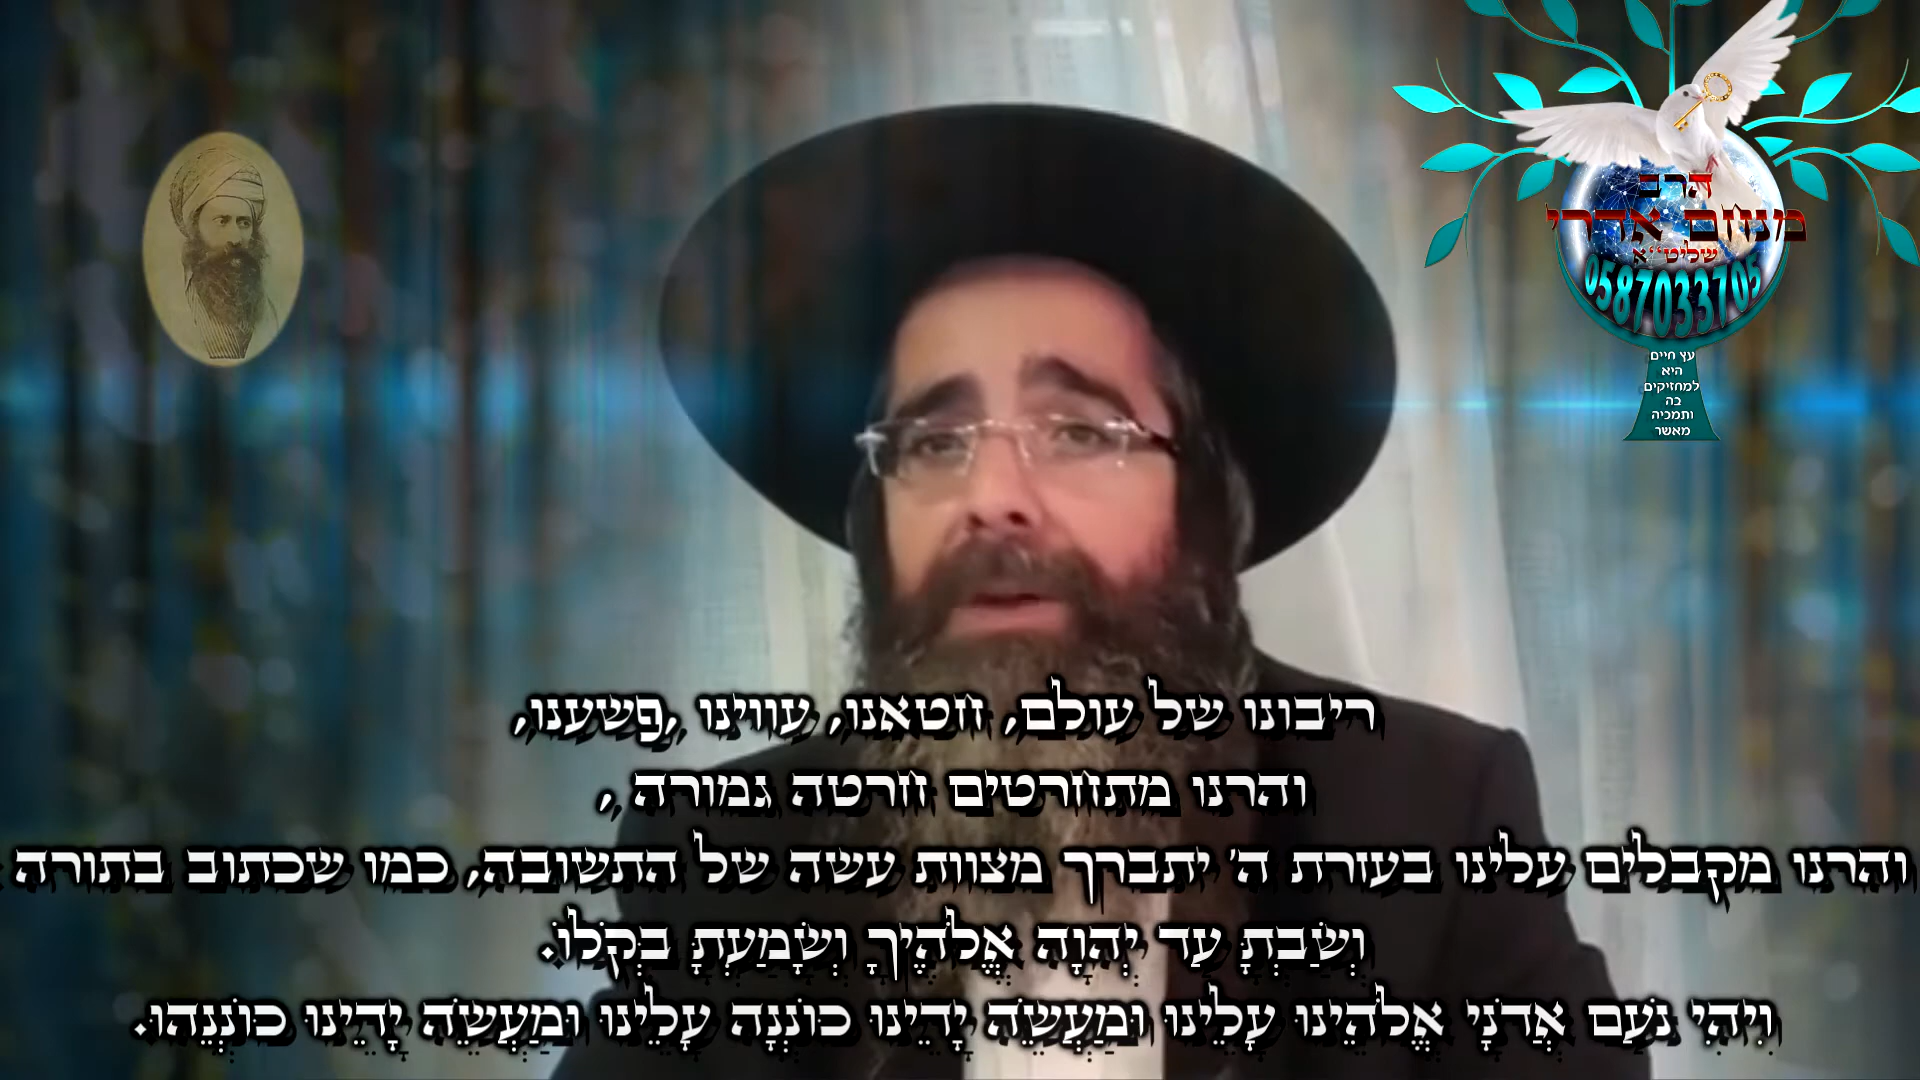 הרב
מנחם אדרי
שליט''א
0587033705
עץ חיים
היא
למחזיקים
בה
ותמכיה
מאשר
ריבונו של עולם, חטאנו, עווינו ,פשענו,
והרנו מתחרטים חרטה גמורה ,
והרנו מקבלים עלינו בעזרת ה' יתברך מצוות עשה של התשובה, כמו שכתוב בתורה
וְשַׂבְתָּ עַד יְהוָה אֱלֹהֶיךָ וְשָׂמַעְתָּ בְּקֹלוֹ.
וִיהִי נֹעַם אֲדֹנָי אֱלֹהֵינוּ עָלֵינוּ וּמַעֲשֵׂה יָדֵינוּ כּוֹנְנָה עָלֵינוּ וּמַעֲשֵׂה יָדֵינוּ כּוֹנְנֵהוּ.